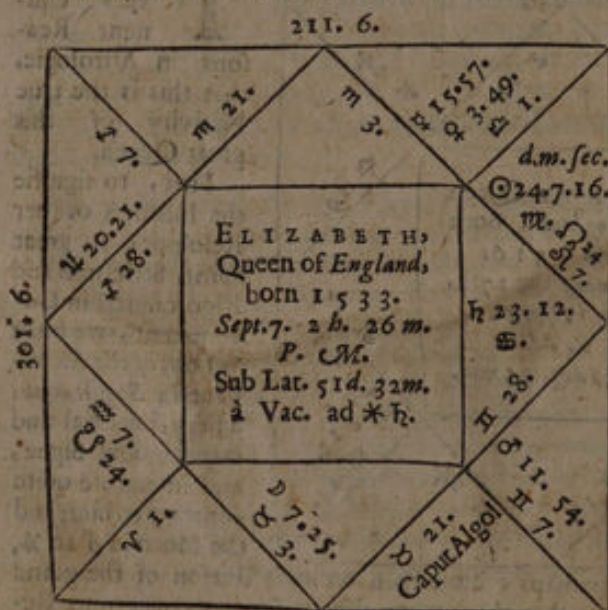 211. 6.
♏ 21.
♏ 3.
☿ 15.57.
♀ 3.49.
♎ 1.
♐ 7.
d.m. sec.
☉24.7.16.
♍. ☊24
♌ 7.
♃ 20.21.
♐ 28.
301. 6.
ELIZABETH,
Queen of England,
born 1533.
Sept. 7. 2 h. 26 m.
P. M.
Sub Lat. 51d. 32m.
à Vac. ad ⚹ ♄.
♄ 23. 12.
♋.
♊ 28.
♒ 7.
☋ 24.
♂ 11. 54.
♊ 7.
♈ 1.
☽ 7.25.
♉ 3.
♉ 21.
Caput Algol